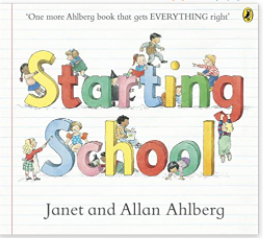 'One more Ahlberg book that gets EVERYTHING right'
Starting
School
Janet and Allan Ahlberg